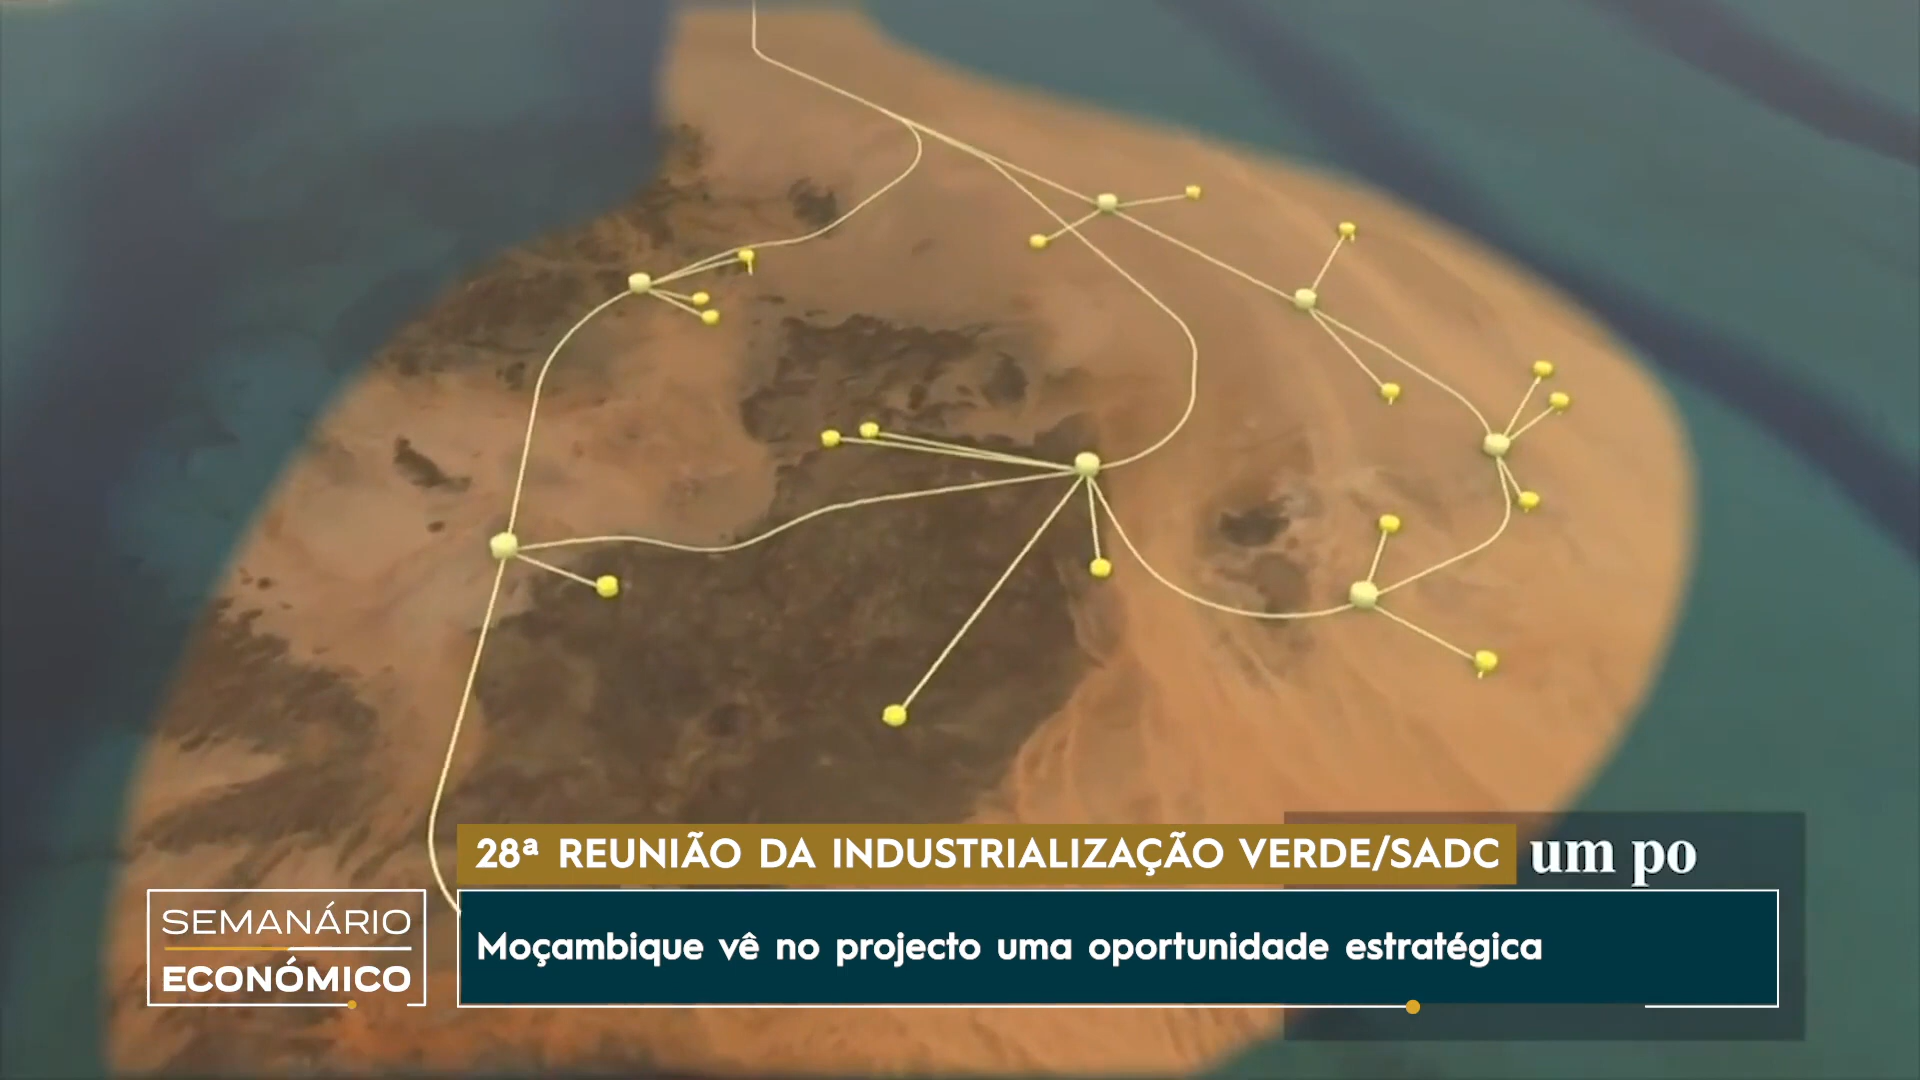 28ª REUNIÃO DA INDUSTRIALIZAÇÃO VERDE/SADC
um po
SEMANÁRIO
ECONÓMICO
Moçambique vê no projecto uma oportunidade estratégica